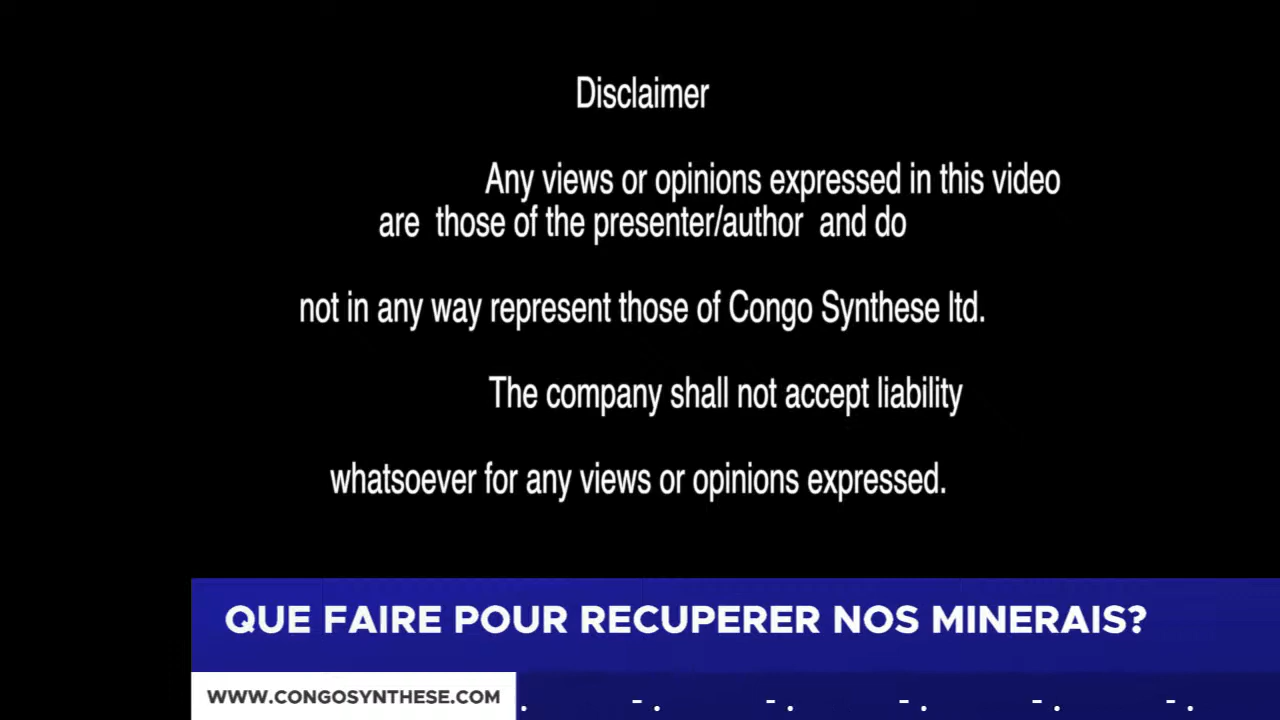 Disclaimer
Any views or opinions expressed in this video
are those of the presenter/author and do
not in any way represent those of Congo Synthese ltd.
The company shall not accept liability
whatsoever for any views or opinions expressed.
QUE FAIRE POUR RECUPERER NOS MINERAIS?
WWW.CONGOSYNTHESE.COM
. -. -. -. -. -.